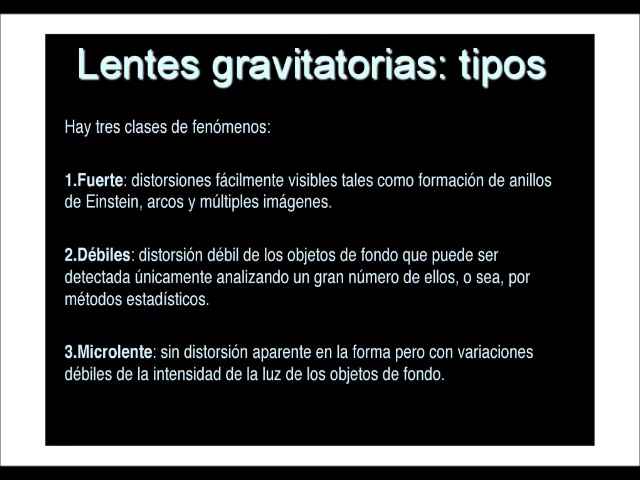 Lentes gravitatorias: tipos
Hay tres clases de fenómenos:
1.Fuerte: distorsiones fácilmente visibles tales como formación de anillos
de Einstein, arcos y múltiples imágenes.
2.Débiles: distorsión débil de los objetos de fondo que puede ser
detectada únicamente analizando un gran número de ellos, o sea, por
métodos estadísticos.
3.Microlente: sin distorsión aparente en la forma pero con variaciones
débiles de la intensidad de la luz de los objetos de fondo.